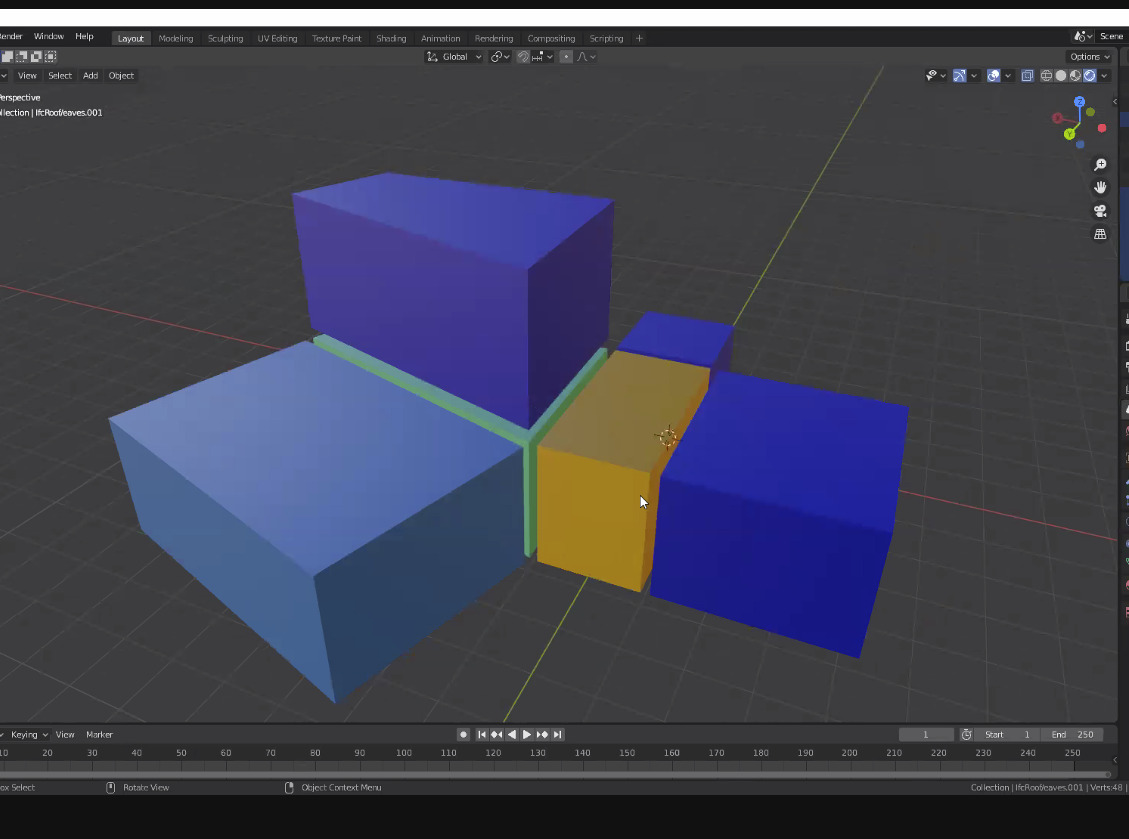 ender Window Help Layout Modeling Sculpting UV Editing Texture Paint Shading Animation Rendering Compositing Scripting + Scene
Global Options
View Select Add Object
Perspective
llection | IfcRoof/eaves.001
Z
X
Y
Keying View Marker 1 Start 1 End 250
10 20 30 40 50 60 70 80 90 100 110 120 130 140 150 160 170 180 190 200 210 220 230 240 250
ox Select Rotate View Object Context Menu Collection | IfcRoof/eaves.001 | Verts:48 |